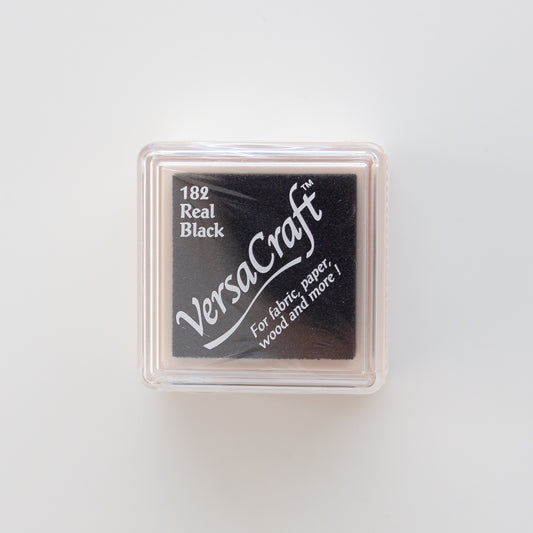 182
Real
Black
VersaCraft™
For fabric, paper,
wood and more!